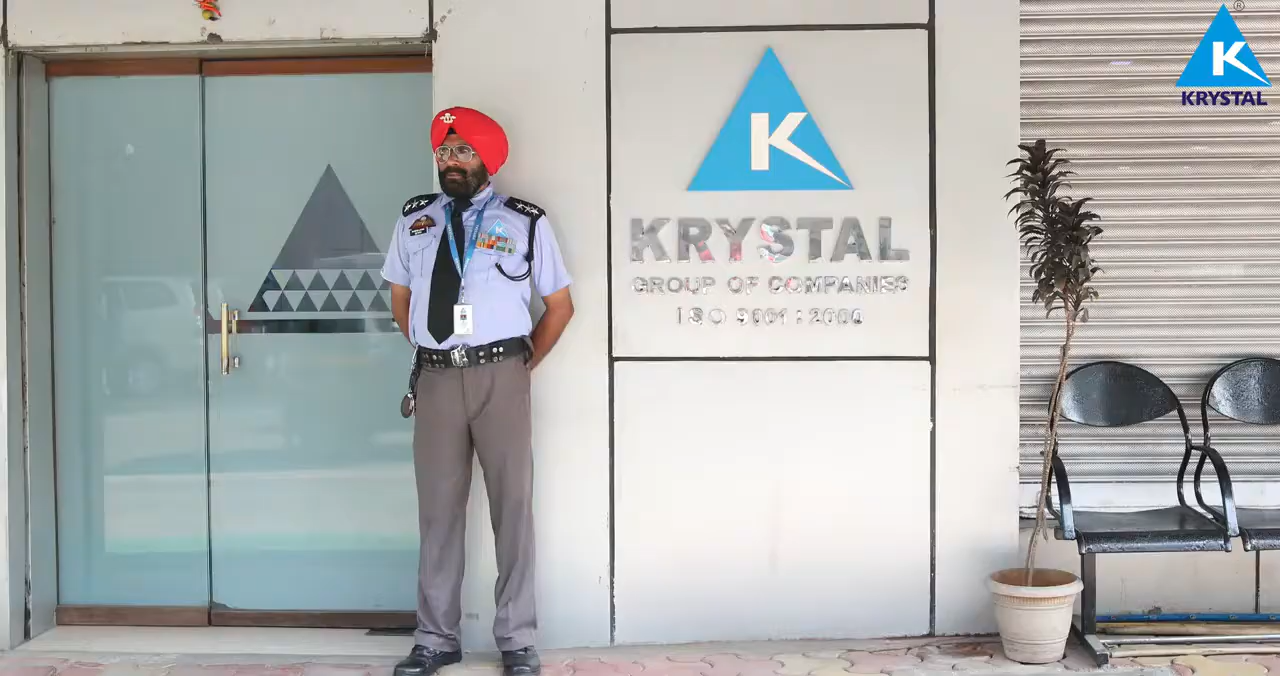 K
KRYSTAL
GROUP OF COMPANIES
ISO 9001 : 2000
®
K
KRYSTAL